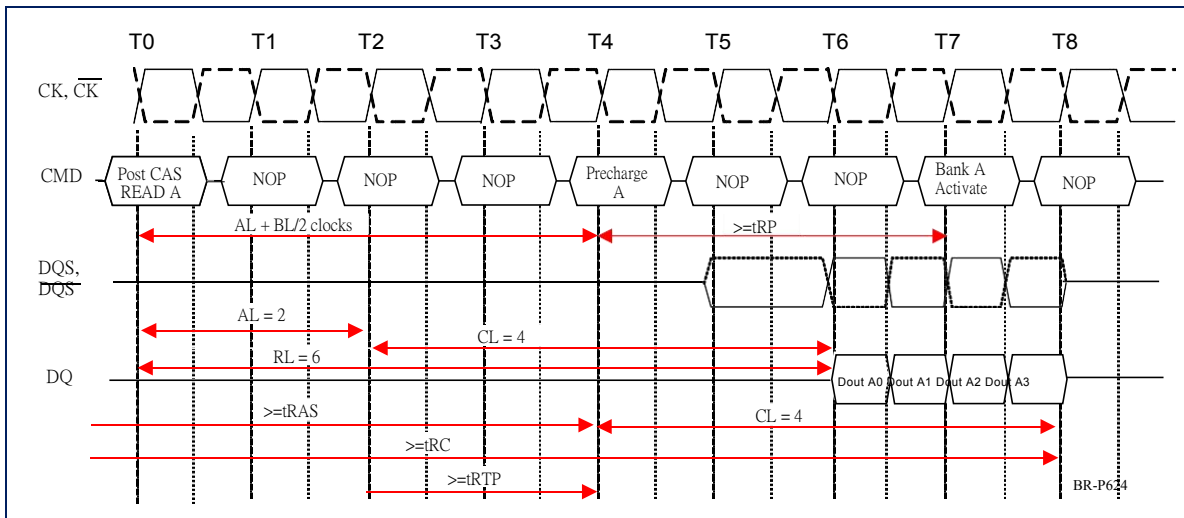 T0 T1 T2 T3 T4 T5 T6 T7 T8
CK, CK
CMD
Post CAS
READ A
NOP
NOP
NOP
Precharge
A
NOP
NOP
Bank A
Activate
NOP
AL + BL/2 clocks
>=tRP
DQS,
DQS
AL = 2
CL = 4
RL = 6
DQ
Dout A0 Dout A1 Dout A2 Dout A3
>=tRAS
CL = 4
>=tRC
>=tRTP
BR-P624